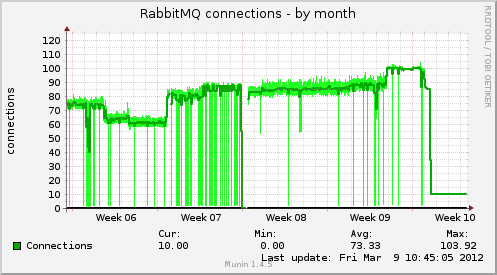 RabbitMQ connections - by month
RRDTOOL / TOBI OETIKER
connections
120
110
100
90
80
70
60
50
40
30
20
10
0
Week 06 Week 07 Week 08 Week 09 Week 10
Cur: Min: Avg: Max:
Connections 10.00 0.00 73.33 103.92
Last update: Fri Mar 9 10:45:05 2012
Munin 1.4.5